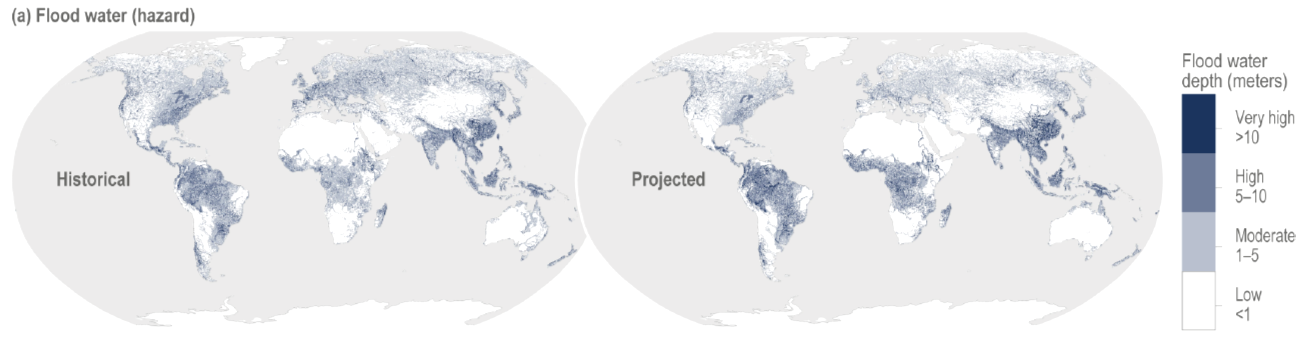 (a) Flood water (hazard)
Historical
Projected
Flood water
depth (meters)
Very high
>10
High
5–10
Moderate
1–5
Low
<1